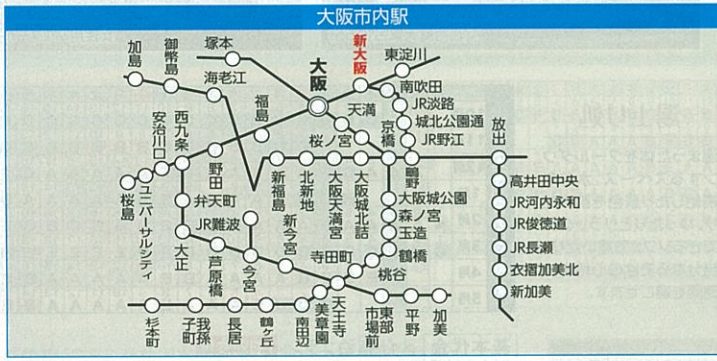 大阪市内駅
加島
御幣島
塚本
海老江
大阪
新大阪
東淀川
南吹田
JR淡路
城北公園通
JR野江
天満
桜ノ宮
京橋
鴫野
放出
福島
野田
西九条
安治川口
ユニバーサルシティ
桜島
弁天町
大正
JR難波
芦原橋
今宮
新今宮
新福島
北新地
大阪天満宮
大阪城北詰
大阪城公園
森ノ宮
玉造
鶴橋
桃谷
寺田町
天王寺
美章園
南田辺
鶴ヶ丘
長居
我孫
子町
杉本町
東部
市場前
平野
加美
高井田中央
JR河内永和
JR俊徳道
JR長瀬
衣摺加美北
新加美